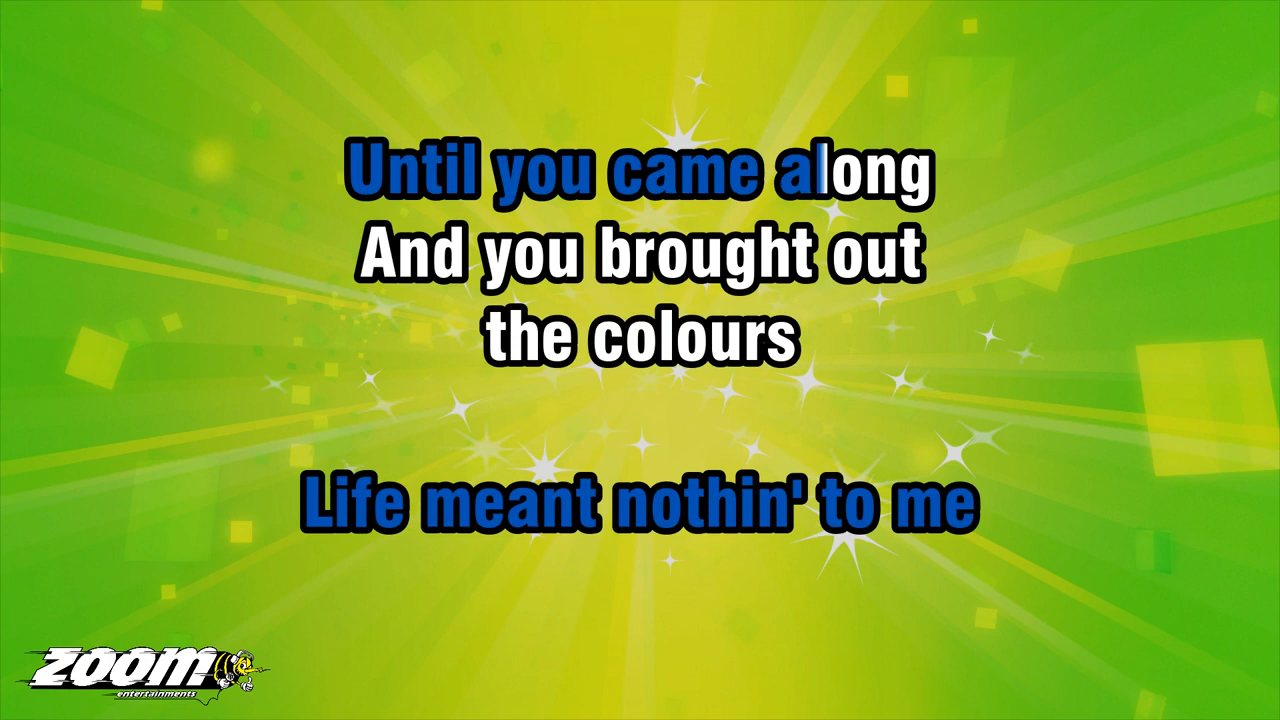 Until you came along
And you brought out
the colours
Life meant nothin' to me
ZOOM
entertainments